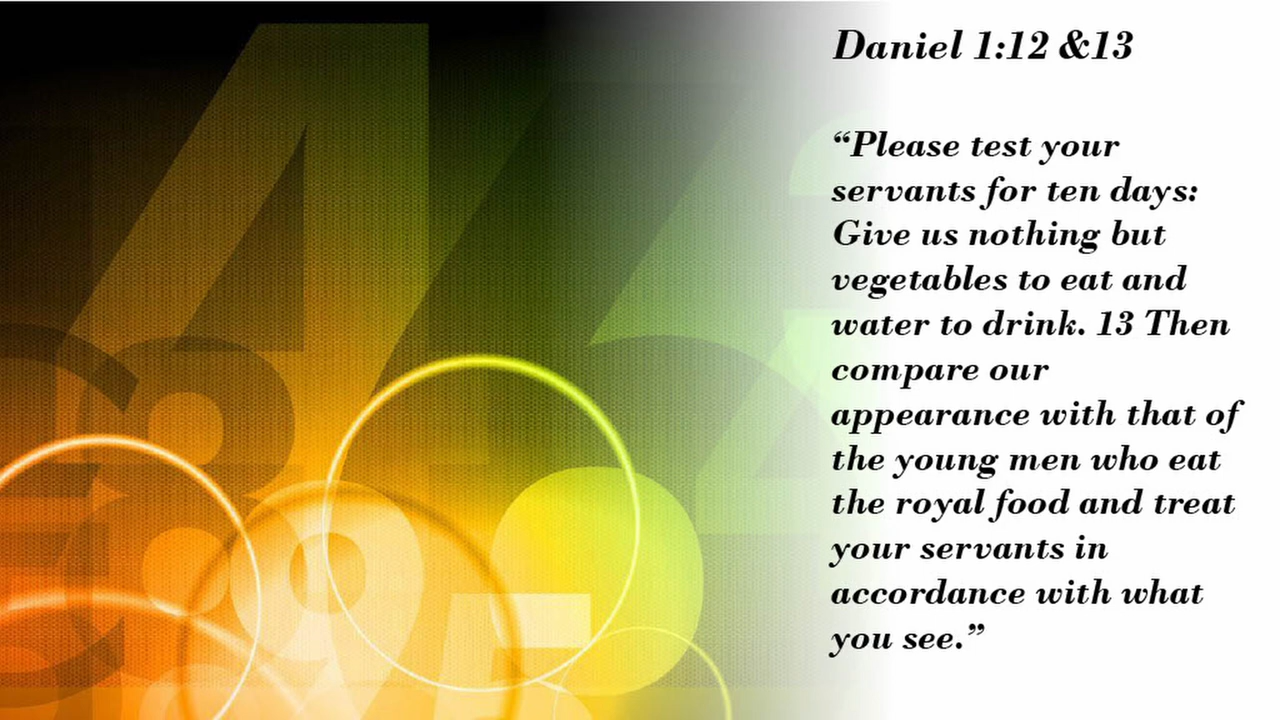 Daniel 1:12 &13
“Please test your
servants for ten days:
Give us nothing but
vegetables to eat and
water to drink. 13 Then
compare our
appearance with that of
the young men who eat
the royal food and treat
your servants in
accordance with what
you see.”